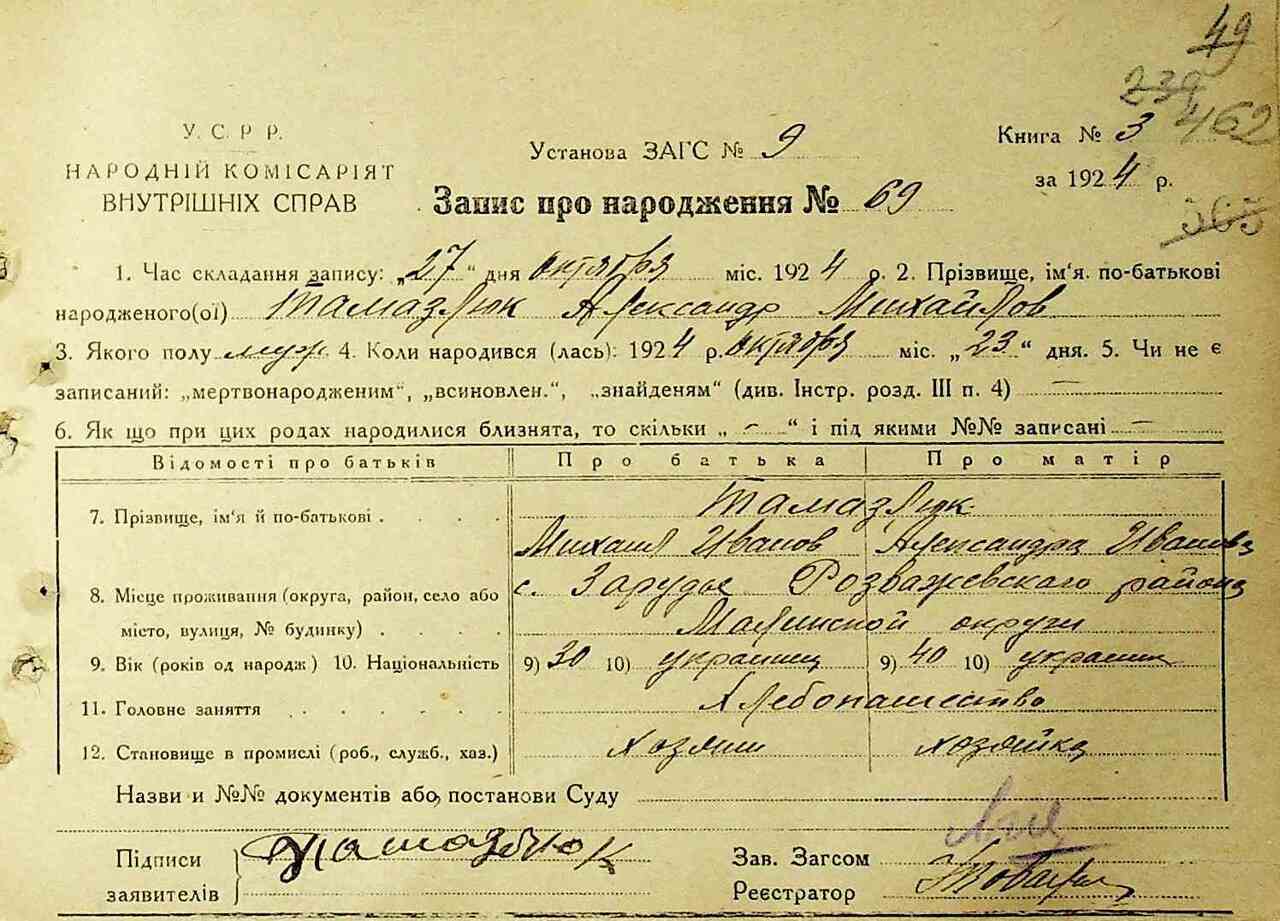 49
239
462
У. С. Р Р.
НАРОДНІЙ КОМІСАРІЯТ
ВНУТРІШНІХ СПРАВ
Установа ЗАГС № 9
Книга № 3
за 1924 р.
Запис про народження № 69
565
1. Час складання запису: „27“ дня октября міс. 1924 р. 2. Прізвище, ім'я. по-батькові
народженого(ої) Тамазлюк Александр Михайлов
3. Якого полу муж. 4. Коли народився (лась): 1924 р. октября міс. „23“ дня. 5. Чи не є
записаний: „мертвонародженим“, „всиновлен.“, „знайденям“ (див. Інстр. розд. III п. 4) —
6. Як що при цих родах народилися близнята, то скільки „ - “ і під якими №№ записані —
Відомості про батьків Про батька Про матір
7. Прізвище, ім'я й по-батькові . . . . Тамазлюк
Михаил Иванов Александра Иванова
8. Місце проживання (округа, район, село або с. Зарудье Розважевского района
місто, вулиця, № будинку) . . . . Малинской округи
9. Вік (років од народж) 10. Національність 9) 30 10) украинец 9) 40 10) украин
11. Головне заняття . . . . . . Хлебопашество
12. Становище в промислі (роб., служб., хаз.) хозяин хозяйка
Назви и №№ документів або, постанови Суду
Підписи
заявителів
Зав. Загсом
Реєстратор